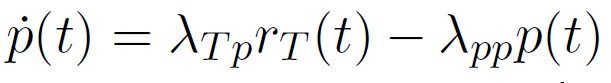 ṗ(t) = λ_{Tp}r_T(t) − λ_{pp}p(t)